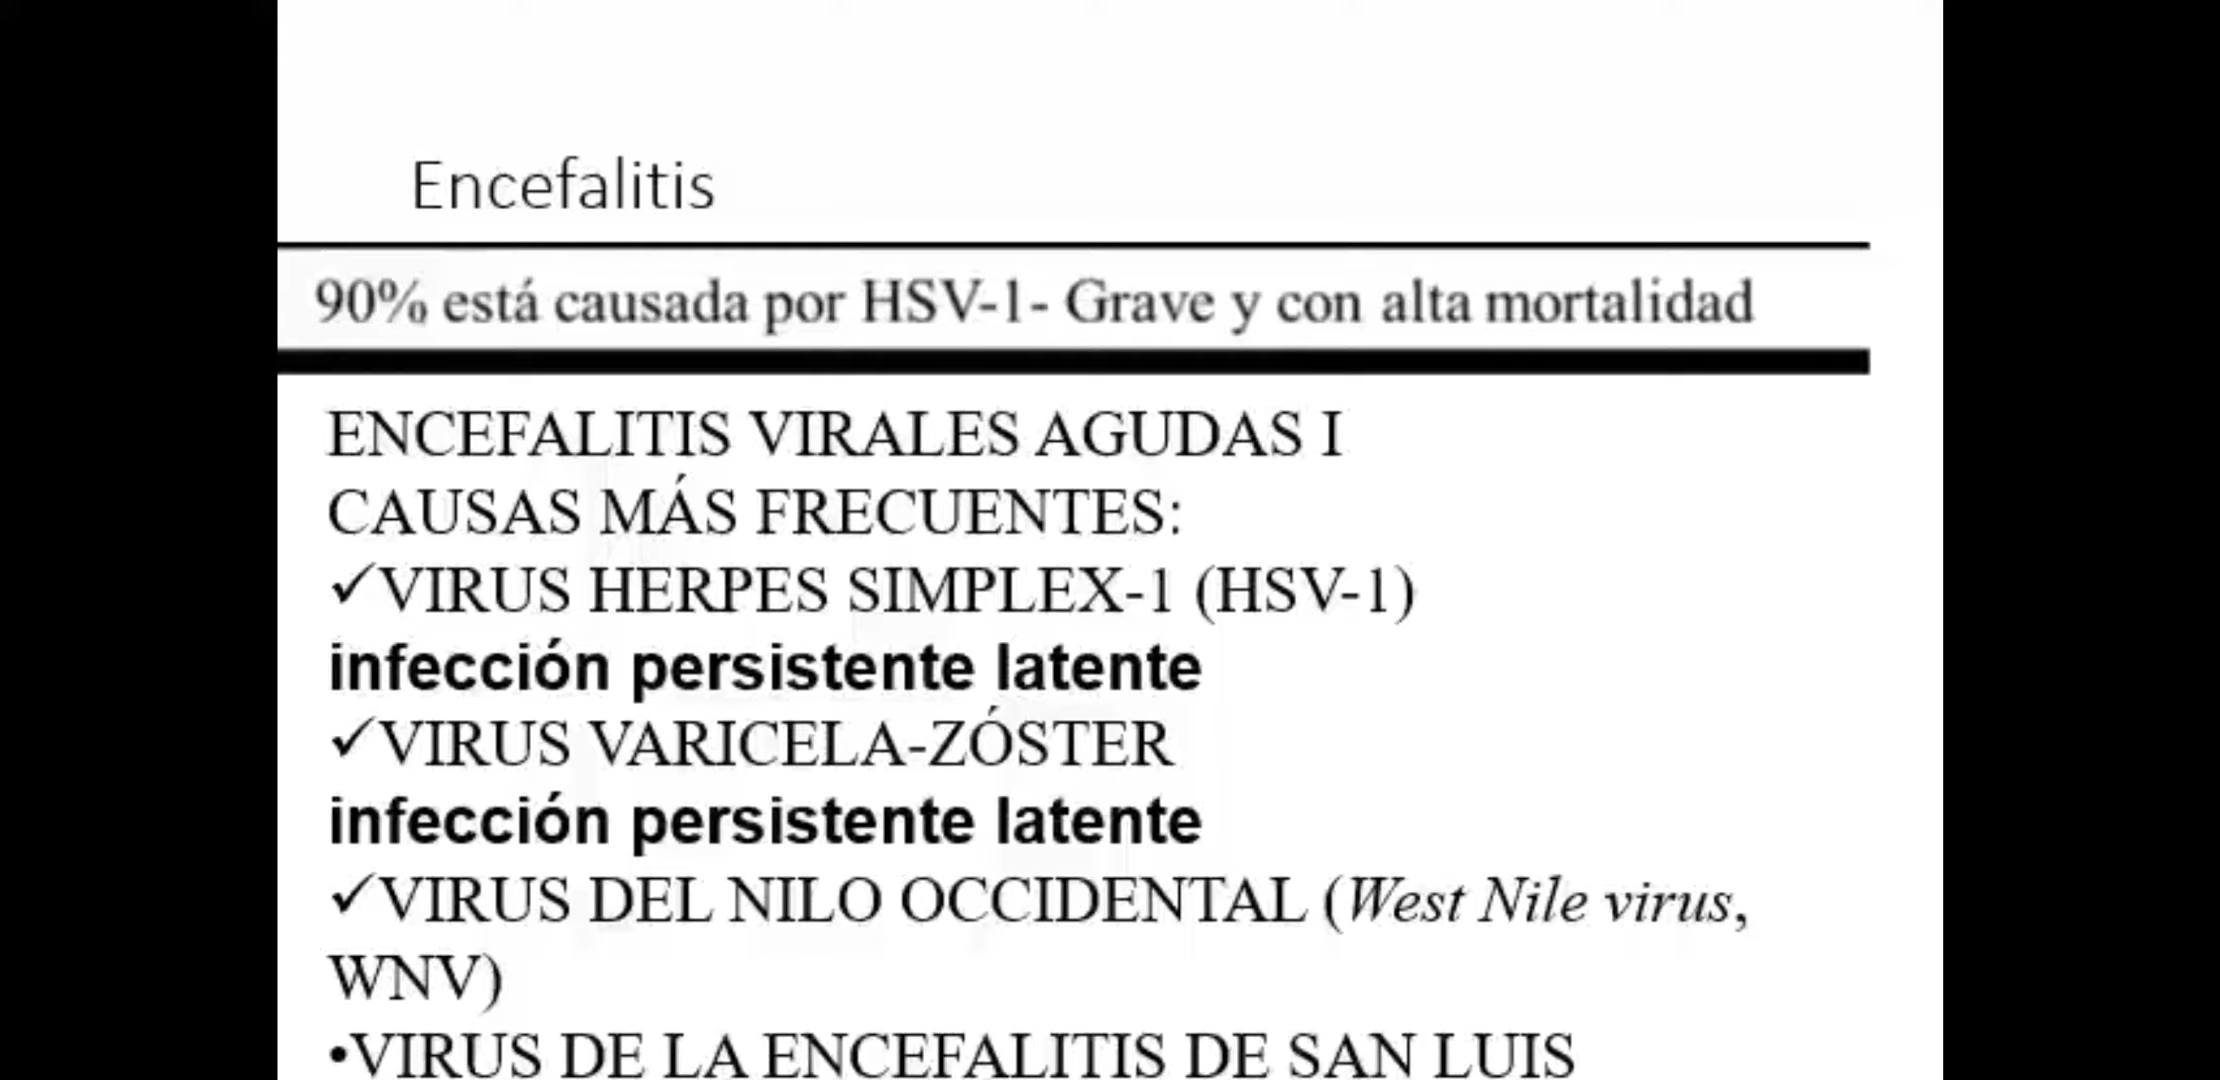 Encefalitis
90% está causada por HSV-1- Grave y con alta mortalidad
ENCEFALITIS VIRALES AGUDAS I
CAUSAS MÁS FRECUENTES:
✓VIRUS HERPES SIMPLEX-1 (HSV-1)
infección persistente latente
✓VIRUS VARICELA-ZÓSTER
infección persistente latente
✓VIRUS DEL NILO OCCIDENTAL (West Nile virus,
WNV)
•VIRUS DE LA ENCEFALITIS DE SAN LUIS